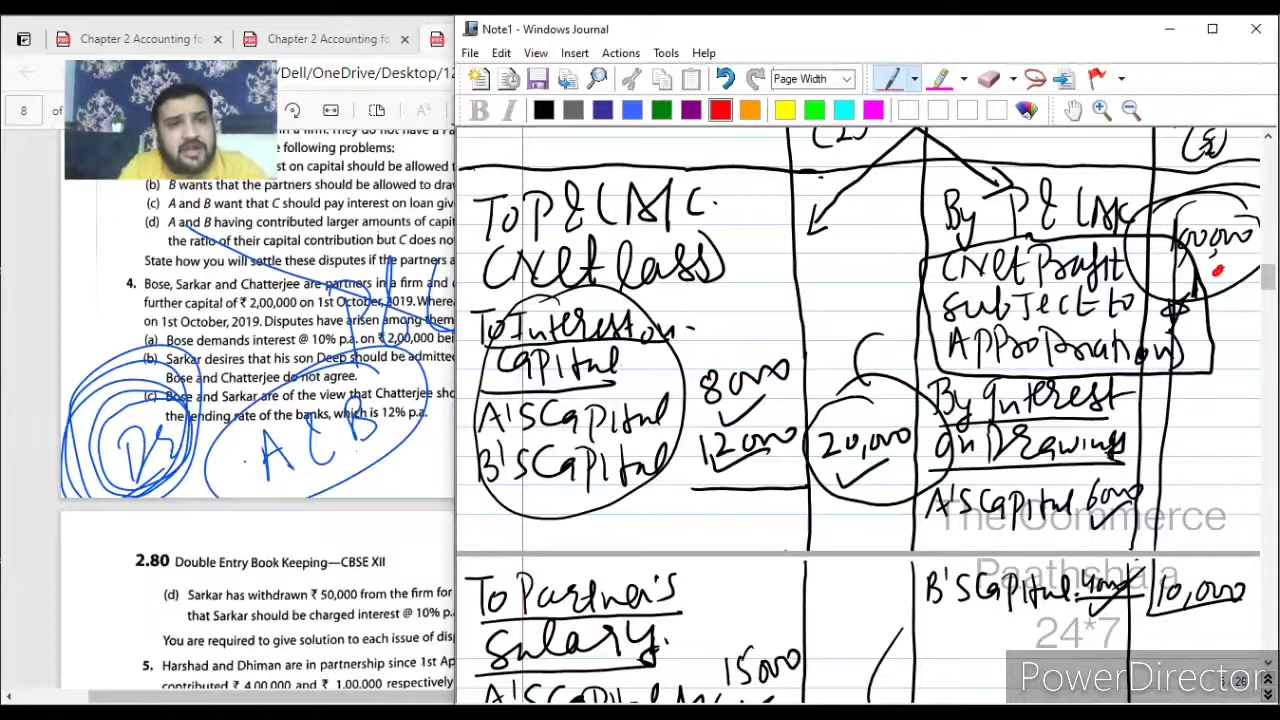 Chapter 2 Accounting fo
Chapter 2 Accounting fo
/Dell/OneDrive/Desktop/12
8 of
e following problems:
st on capital should be allowed t
(b) B wants that the partners should be allowed to dra
(c) A and B want that C should pay interest on loan giv
(d) A and B having contributed larger amounts of capit
the ratio of their capital contribution but C does no
State how you will settle these disputes if the partners a
4. Bose, Sarkar and Chatterjee are partners in a firm and
further capital of ₹ 2,00,000 on 1st October, 2019. Wherea
on 1st October, 2019. Disputes have arisen among them
(a) Bose demands interest @ 10% p.a. on ₹ 2,00,000 bei
(b) Sarkar desires that his son Deep should be admitte
Bose and Chatterjee do not agree.
(c) Bose and Sarkar are of the view that Chatterjee sho
the lending rate of the banks, which is 12% p.a.
Dr
A & B
2.80 Double Entry Book Keeping—CBSE XII
(d) Sarkar has withdrawn ₹ 50,000 from the firm for
that Sarkar should be charged interest @ 10% p.
You are required to give solution to each issue of disp
5. Harshad and Dhiman are in partnership since 1st Ap
contributed ₹ 4,00,000 and ₹ 1,00,000 respectively
Note1 - Windows Journal
File Edit View Insert Actions Tools Help
Page Width
B I
To P & L A/C.
(Net loss)
To Interest on
Capital
A'S Capital 8000
B'S Capital 12000 20,000
To Partner's
Salary.
15000
By P & L A/C 100,000
(Net Profit
Subject to
Appropriation)
By Interest
on Drawings
A'S Capital 6000
B'S Capital 4000 10,000
The Commerce
Paathshala
24*7
PowerDirector